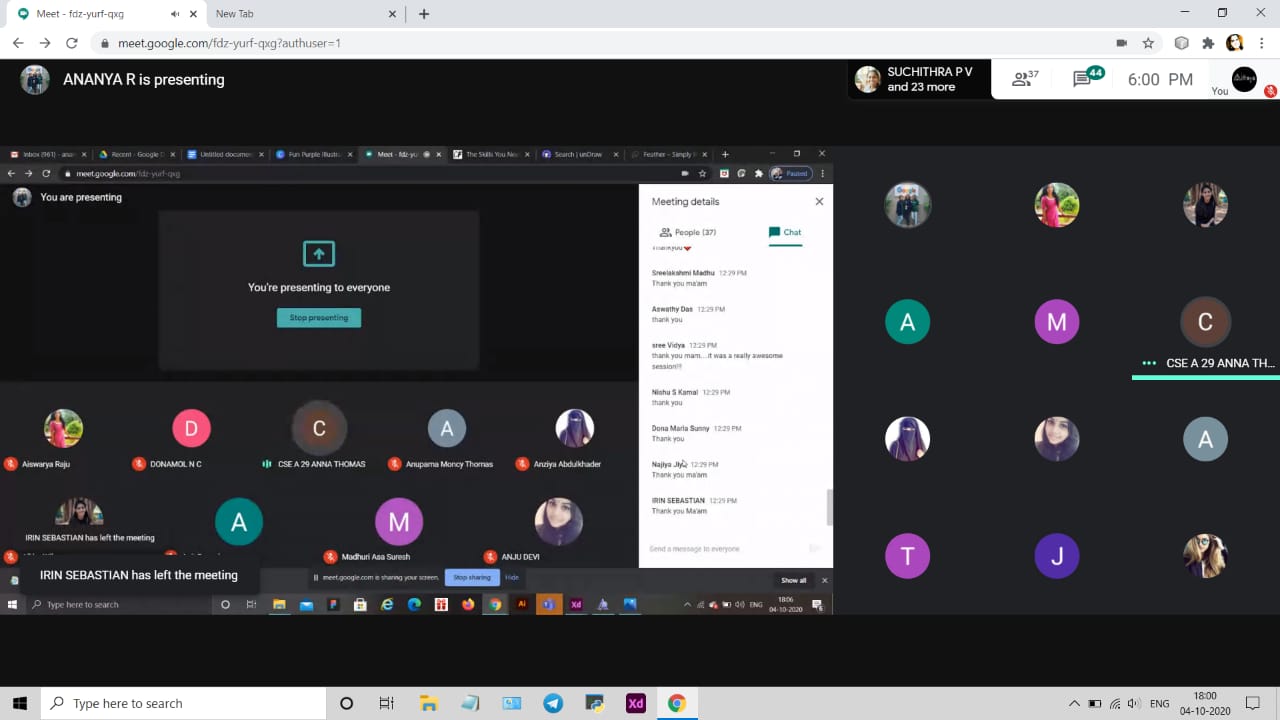 Meet - fdz-yurf-qxg
New Tab
meet.google.com/fdz-yurf-qxg?authuser=1
ANANYA R is presenting
SUCHITHRA P V
and 23 more
37
44
6:00 PM
You
Inbox (961) - anan
Recent - Google D
Untitled documen
Fun Purple Illustra
Meet - fdz-yu
The Skills You Nee
Search | unDraw
Feather – Simply B
meet.google.com/fdz-yurf-qxg
Paused
You are presenting
You're presenting to everyone
Stop presenting
Meeting details
People (37)
Chat
Thankyou
Sreelakshmi Madhu 12:29 PM
Thank you ma'am
Aswathy Das 12:29 PM
thank you
sree Vidya 12:29 PM
thank you mam....it was a really awesome
session!!!
Nishu S Kamal 12:29 PM
thank you
Dona Maria Sunny 12:29 PM
Thank you
Najiya 12:29 PM
Thank you ma'am
IRIN SEBASTIAN 12:29 PM
Thank you Ma'am
Send a message to everyone
D
C
A
Aiswarya Raju
DONAMOL N C
CSE A 29 ANNA THOMAS
Anupama Nancy Thomas
Anziya Abdulkhader
A
M
IRIN SEBASTIAN has left the meeting
Madhuri Asa Suresh
ANJU DEVI
IRIN SEBASTIAN has left the meeting
meet.google.com is sharing your screen.
Stop sharing
Hide
Show all
Type here to search
Ai
Xd
ENG
18:06
04-10-2020
A
M
C
CSE A 29 ANNA TH...
A
T
J
Type here to search
Xd
ENG
18:00
04-10-2020